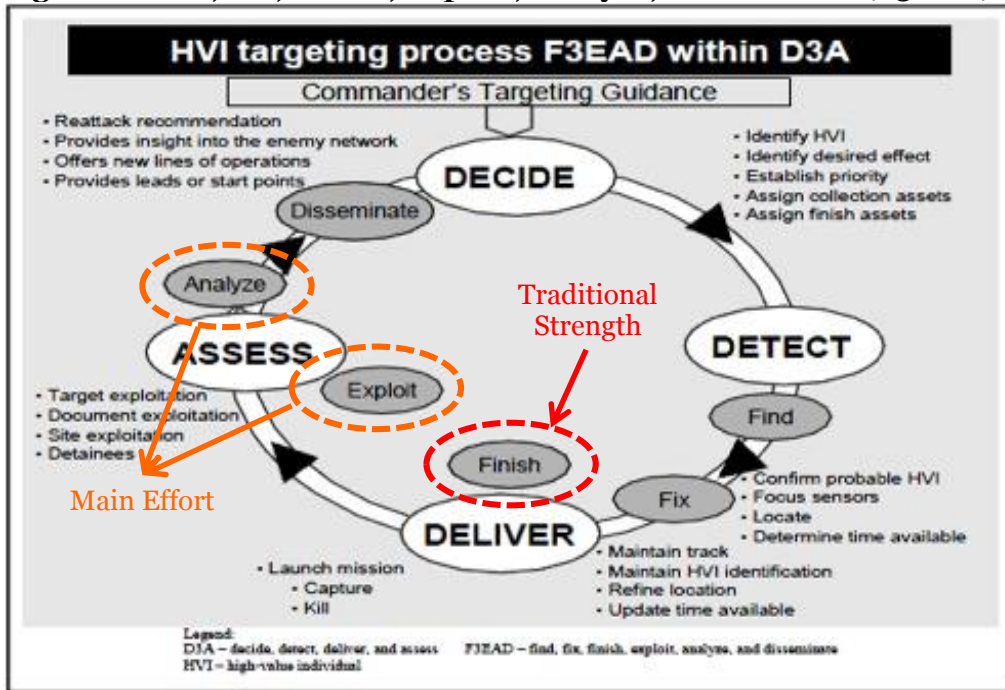 HVI targeting process F3EAD within D3A
Commander's Targeting Guidance
• Reattack recommendation
• Provides insight into the enemy network
• Offers new lines of operations
• Provides leads or start points
DECIDE
• Identify HVI
• Identify desired effect
• Establish priority
• Assign collection assets
• Assign finish assets
Disseminate
Analyze
Traditional
Strength
ASSESS
DETECT
Exploit
• Target exploitation
• Document exploitation
• Site exploitation
• Detainees
Find
Finish
Main Effort
Fix
• Confirm probable HVI
• Focus sensors
• Locate
• Determine time available
DELIVER
• Launch mission
• Capture
• Kill
• Maintain track
• Maintain HVI identification
• Refine location
• Update time available
Legend:
D3A – decide, detect, deliver, and assess F3EAD – find, fix, finish, exploit, analyze, and disseminate
HVI – high-value individual